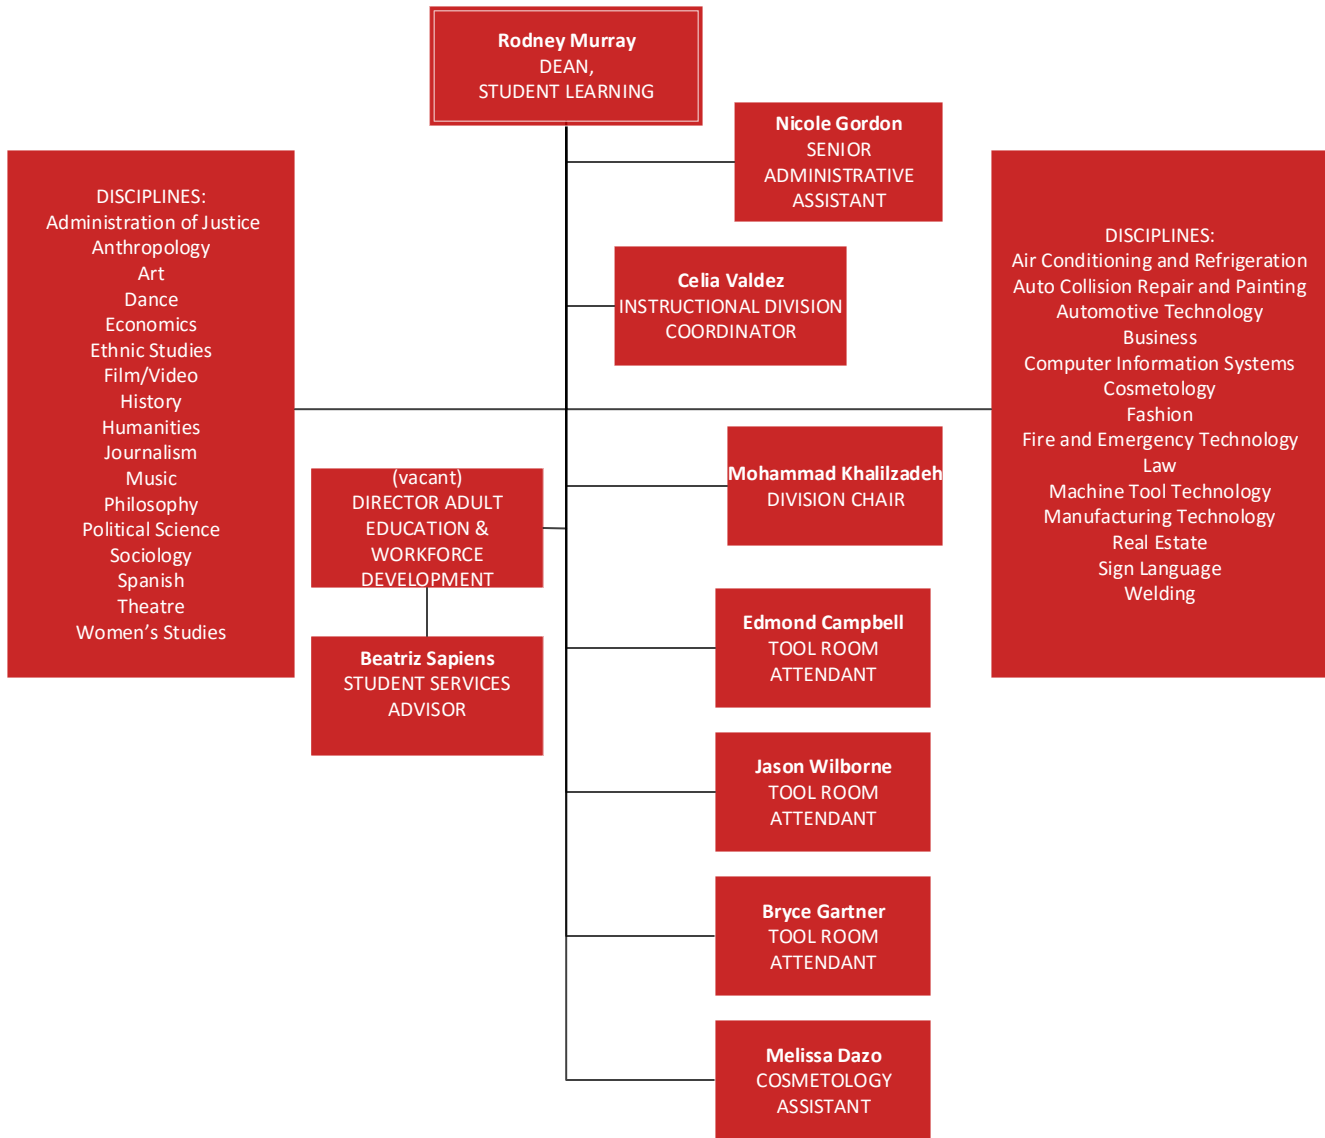 Rodney Murray
DEAN,
STUDENT LEARNING
Nicole Gordon
SENIOR
ADMINISTRATIVE
ASSISTANT
DISCIPLINES:
Administration of Justice
Anthropology
Art
Dance
Economics
Ethnic Studies
Film/Video
History
Humanities
Journalism
Music
Philosophy
Political Science
Sociology
Spanish
Theatre
Women’s Studies
Celia Valdez
INSTRUCTIONAL DIVISION
COORDINATOR
DISCIPLINES:
Air Conditioning and Refrigeration
Auto Collision Repair and Painting
Automotive Technology
Business
Computer Information Systems
Cosmetology
Fashion
Fire and Emergency Technology
Law
Machine Tool Technology
Manufacturing Technology
Real Estate
Sign Language
Welding
Mohammad Khalilzadeh
DIVISION CHAIR
(vacant)
DIRECTOR ADULT
EDUCATION &
WORKFORCE
DEVELOPMENT
Beatriz Sapiens
STUDENT SERVICES
ADVISOR
Edmond Campbell
TOOL ROOM
ATTENDANT
Jason Wilborne
TOOL ROOM
ATTENDANT
Bryce Gartner
TOOL ROOM
ATTENDANT
Melissa Dazo
COSMETOLOGY
ASSISTANT